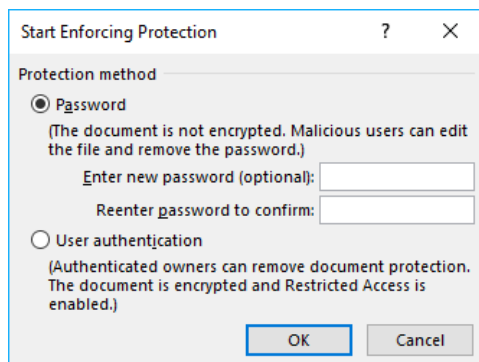 Start Enforcing Protection ?
Protection method
Password
(The document is not encrypted. Malicious users can edit
the file and remove the password.)
Enter new password (optional):
Reenter password to confirm:
User authentication
(Authenticated owners can remove document protection.
The document is encrypted and Restricted Access is
enabled.)
OK Cancel